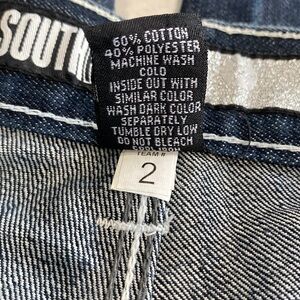 SOUTH
60% COTTON
40% POLYESTER
MACHINE WASH
COLD
INSIDE OUT WITH
SIMILAR COLOR
WASH DARK COLOR
SEPARATELY
TUMBLE DRY LOW
DO NOT BLEACH
TEAM #
2